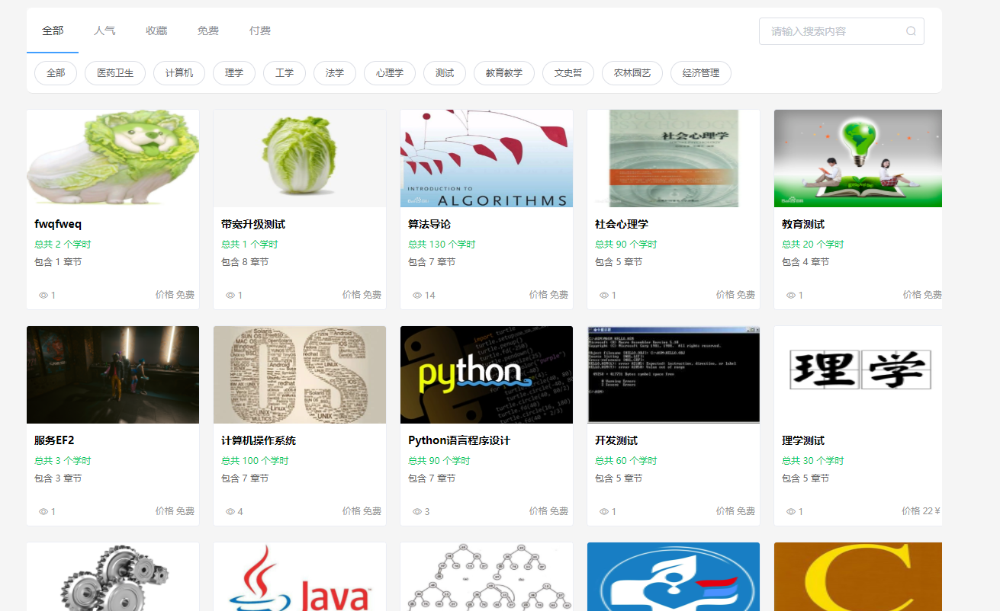 全部 人气 收藏 免费 付费 请输入搜索内容
全部 医药卫生 计算机 理学 工学 法学 心理学 测试 教育教学 文史哲 农林园艺 经济管理
INTRODUCTION TO
ALGORITHMS
SOCIAL
PSYCHOLOGY
社会心理学
fwqfweq
总共 2 个学时
包含 1 章节
1 价格 免费
带宽升级测试
总共 1 个学时
包含 8 章节
1 价格 免费
算法导论
总共 130 个学时
包含 7 章节
14 价格 免费
社会心理学
总共 90 个学时
包含 5 章节
1 价格 免费
教育测试
总共 20 个学时
包含 4 章节
1 价格 免费
python
理学
服务EF2
总共 3 个学时
包含 3 章节
1 价格 免费
计算机操作系统
总共 100 个学时
包含 7 章节
4 价格 免费
Python语言程序设计
总共 90 个学时
包含 7 章节
3 价格 免费
开发测试
总共 60 个学时
包含 5 章节
1 价格 免费
理学测试
总共 30 个学时
包含 5 章节
1 价格 22￥
Java
C